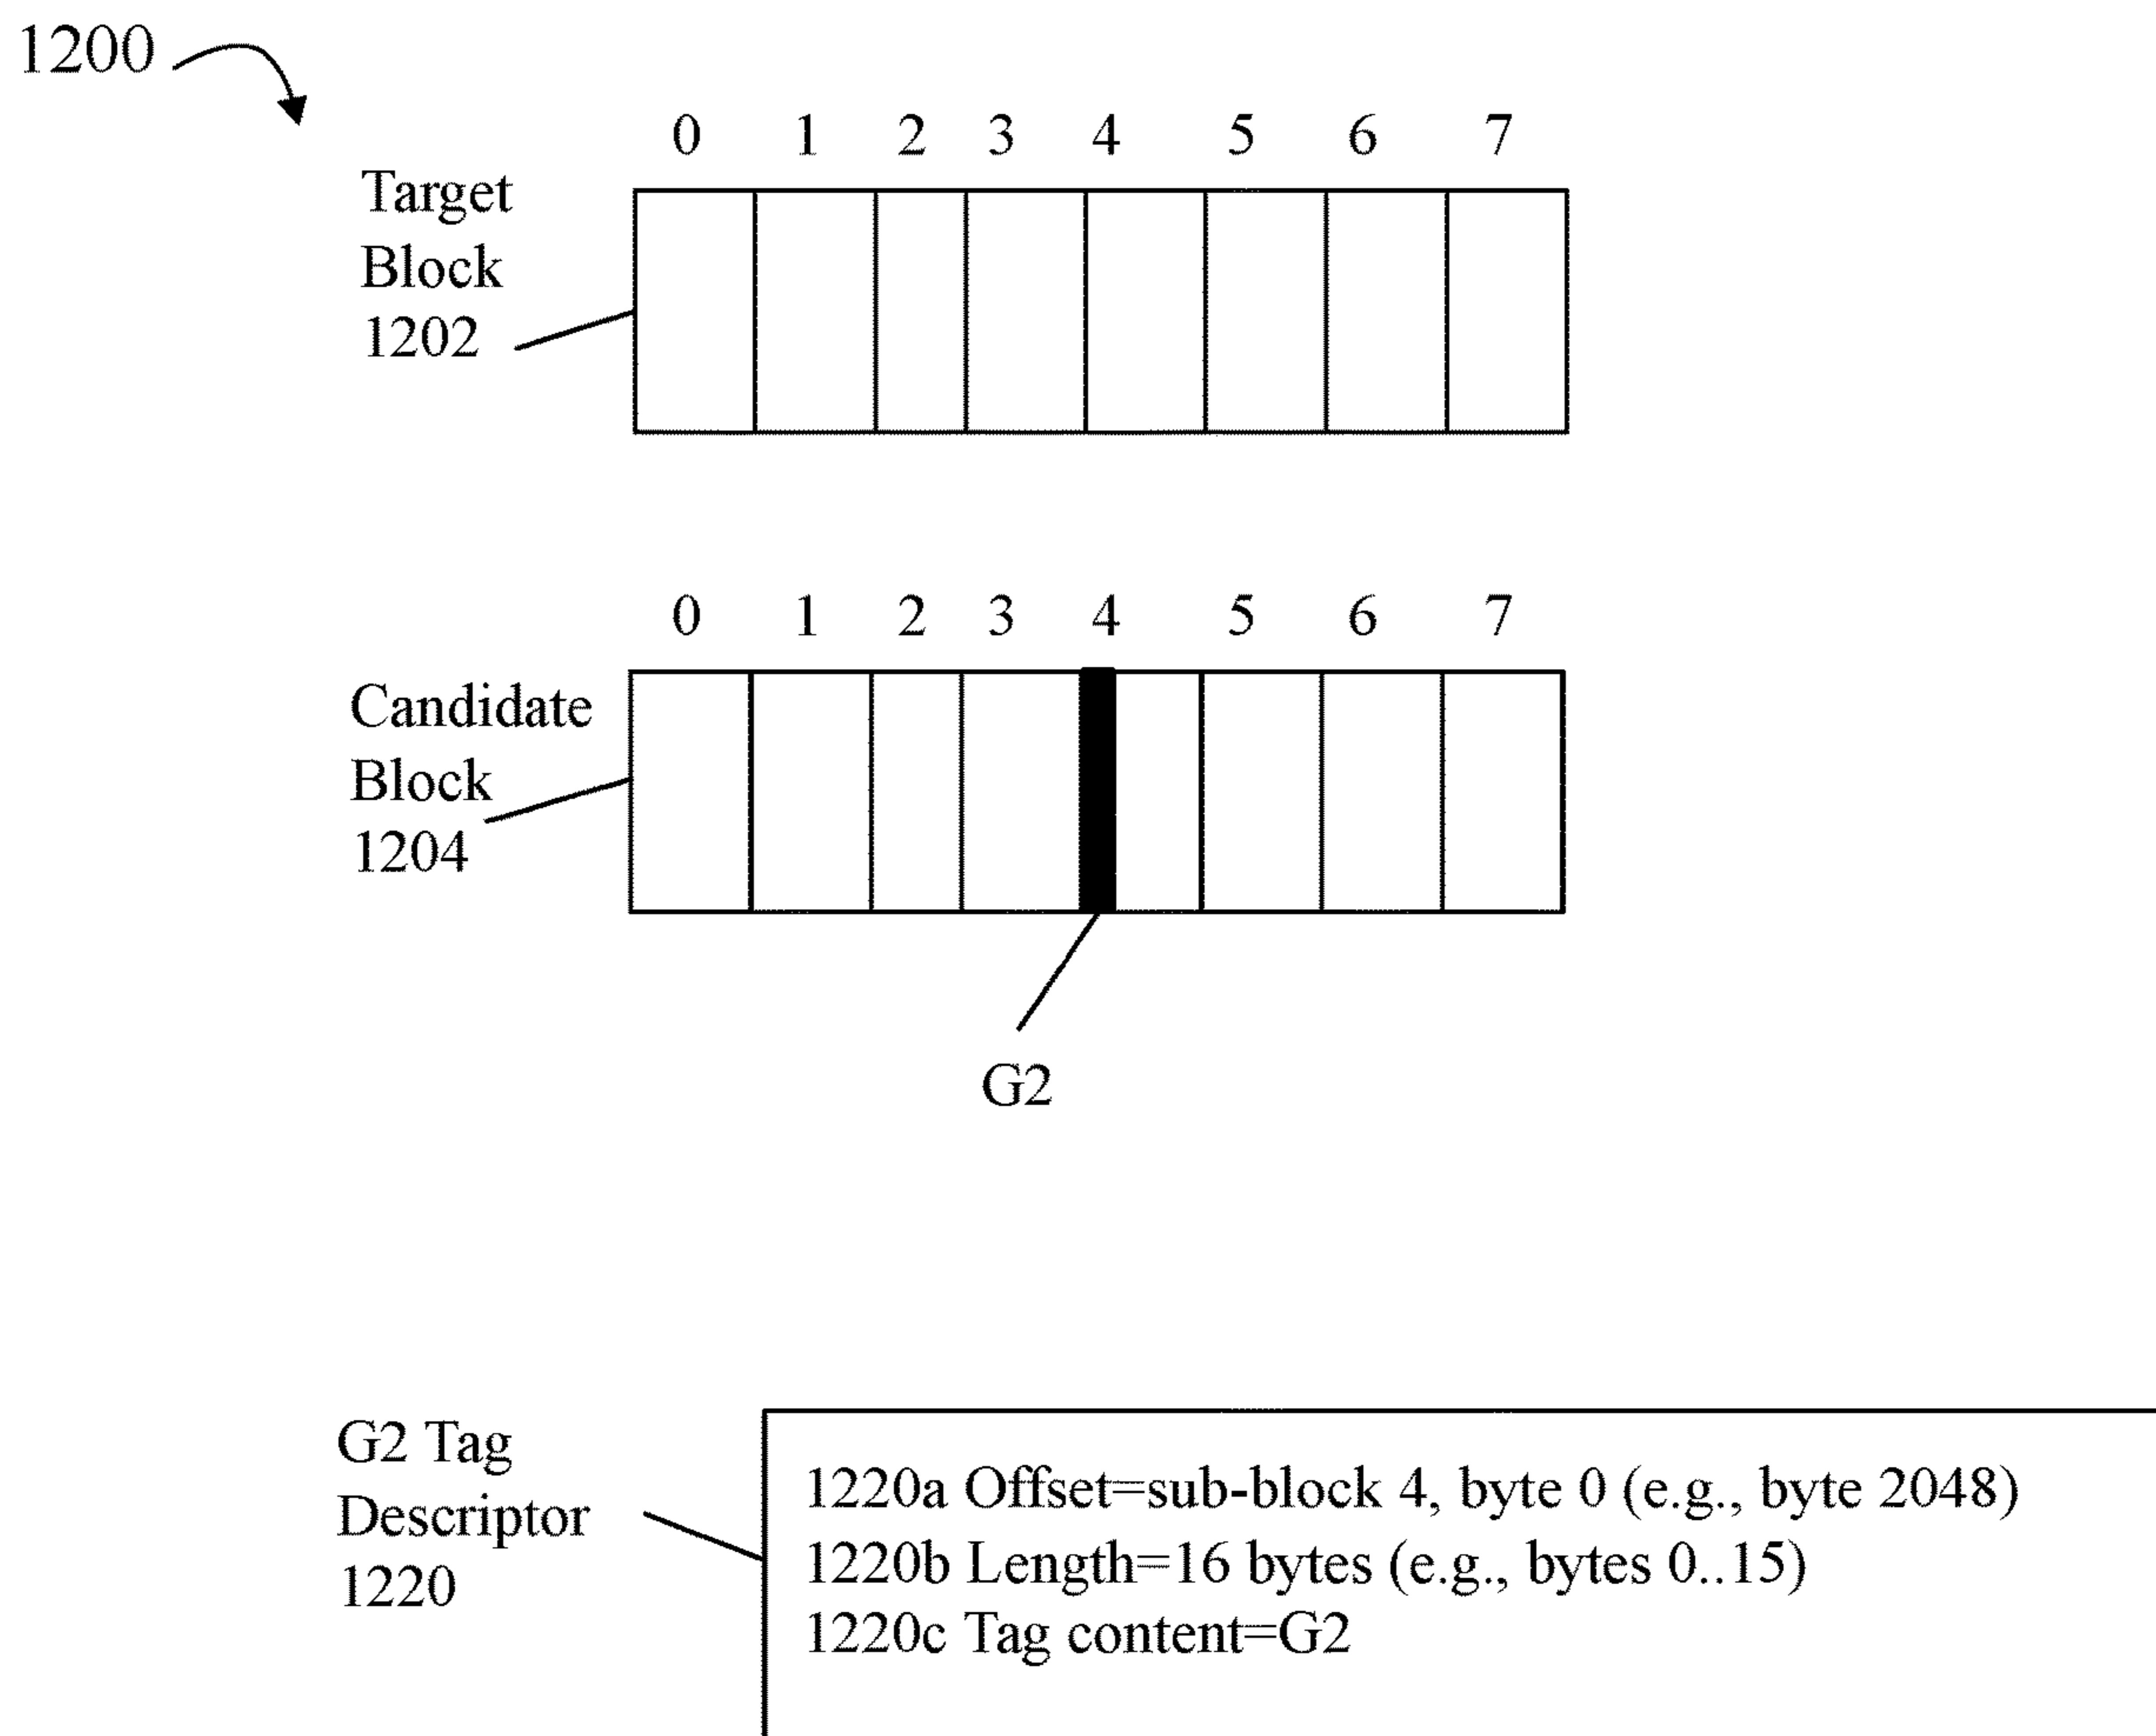 1200
0 1 2 3 4 5 6 7
Target
Block
1202
0 1 2 3 4 5 6 7
Candidate
Block
1204
G2
G2 Tag
Descriptor
1220
1220a Offset=sub-block 4, byte 0 (e.g., byte 2048)
1220b Length=16 bytes (e.g., bytes 0..15)
1220c Tag content=G2